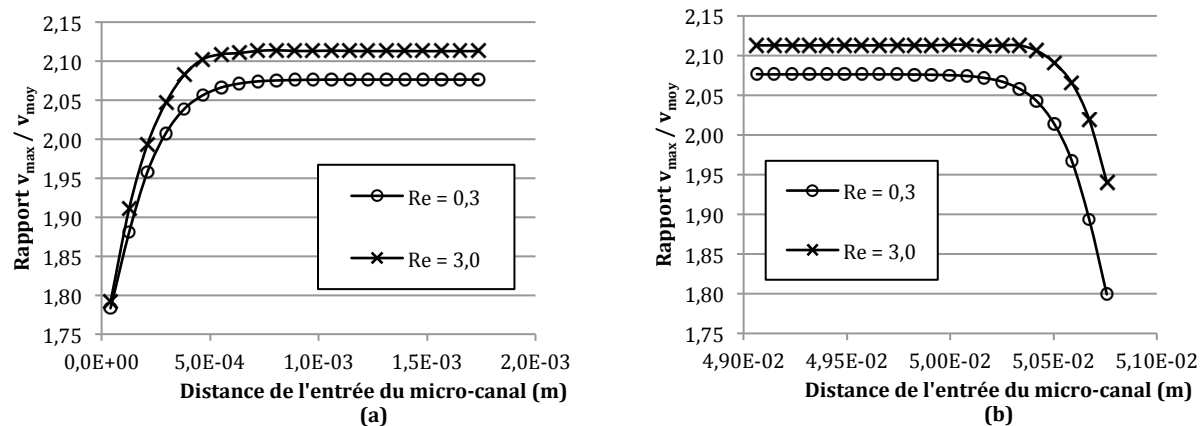 2,15
2,10
2,05
2,00
1,95
1,90
1,85
1,80
1,75
Rapport vmax / vmoy
Re = 0,3
Re = 3,0
0,0E+00 5,0E-04 1,0E-03 1,5E-03 2,0E-03
Distance de l'entrée du micro-canal (m)
(a)
2,15
2,10
2,05
2,00
1,95
1,90
1,85
1,80
1,75
Rapport vmax / vmoy
Re = 0,3
Re = 3,0
4,90E-02 4,95E-02 5,00E-02 5,05E-02 5,10E-02
Distance de l'entrée du micro-canal (m)
(b)